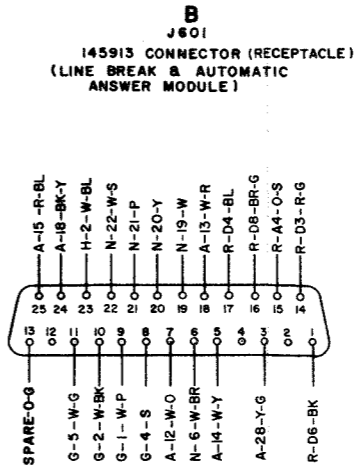 B
J601
145913 CONNECTOR (RECEPTACLE)
(LINE BREAK & AUTOMATIC
ANSWER MODULE)
A-15-R-BL
A-18-BK-Y
H-2-W-BL
N-22-W-S
N-21-P
N-20-Y
N-19-W
A-13-W-R
R-D4-BL
R-D8-BR-G
R-A4-O-S
R-D3-R-G
25 24 23 22 21 20 19 18 17 16 15 14
13 12 11 10 9 8 7 6 5 4 3 2 1
SPARE-O-G
G-5-W-G
G-2-W-BK
G-1-W-P
G-4-S
A-12-W-O
N-6-W-BR
A-14-W-Y
A-28-Y-G
R-D6-BK